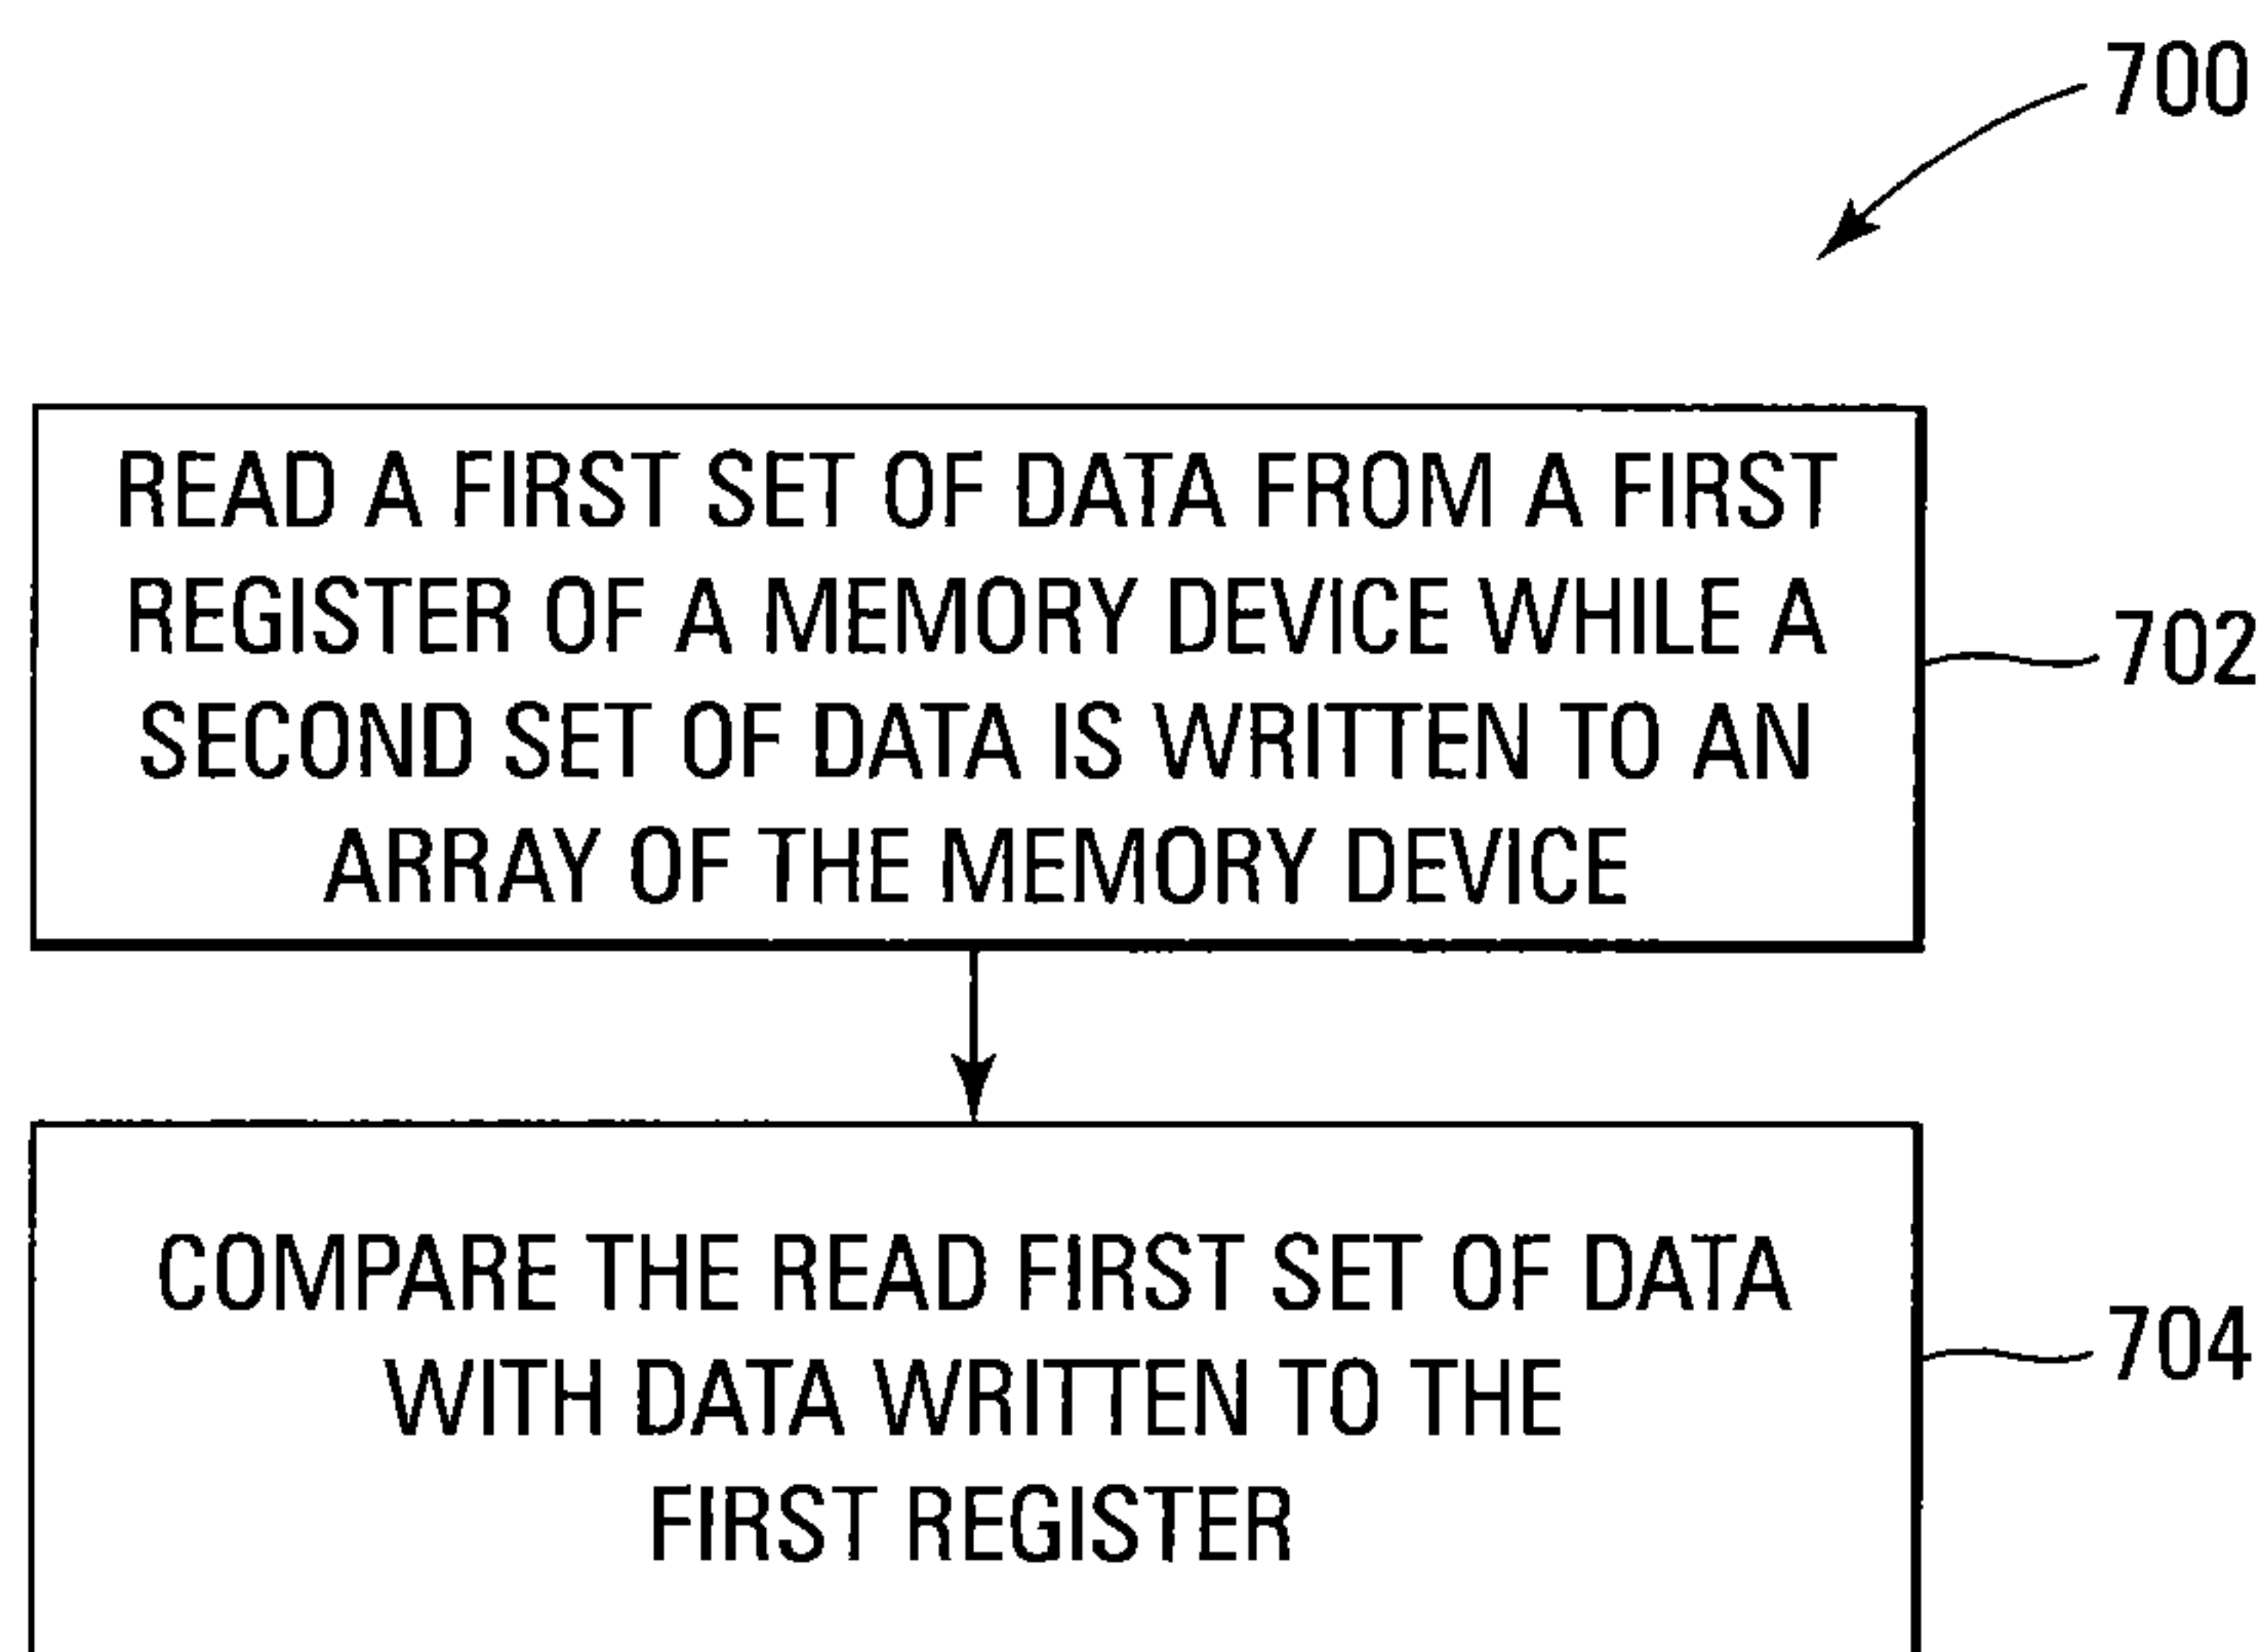 700
READ A FIRST SET OF DATA FROM A FIRST
REGISTER OF A MEMORY DEVICE WHILE A
SECOND SET OF DATA IS WRITTEN TO AN
ARRAY OF THE MEMORY DEVICE
702
COMPARE THE READ FIRST SET OF DATA
WITH DATA WRITTEN TO THE
FIRST REGISTER
704